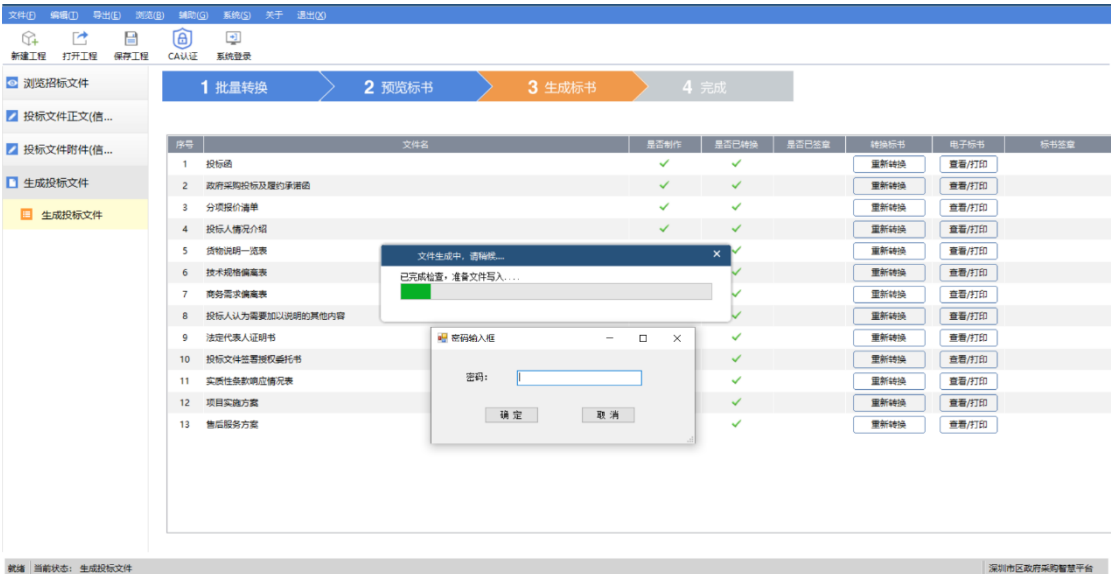 文件(F) 编辑(I) 导出(E) 浏览(B) 辅助(G) 系统(S) 关于 退出(X)
新建工程 打开工程 保存工程 CA认证 系统登录
浏览招标文件
投标文件正文(信...
投标文件附件(信...
生成投标文件
生成投标文件
1 批量转换 2 预览标书 3 生成标书 4 完成
序号 文件名 是否制作 是否已转换 是否已签章 转换标书 电子标书 标书签章
1 投标函 重新转换 查看/打印
2 政府采购投标及履约承诺函 重新转换 查看/打印
3 分项报价清单 重新转换 查看/打印
4 投标人情况介绍 重新转换 查看/打印
5 货物说明一览表 重新转换 查看/打印
6 技术规格偏离表 重新转换 查看/打印
7 商务需求偏离表 重新转换 查看/打印
8 投标人认为需要加以说明的其他内容 重新转换 查看/打印
9 法定代表人证明书 重新转换 查看/打印
10 投标文件签署授权委托书 重新转换 查看/打印
11 实质性条款响应情况表 重新转换 查看/打印
12 项目实施方案 重新转换 查看/打印
13 售后服务方案 重新转换 查看/打印
文件生成中，请稍候....
已完成检查，准备文件写入....
密码输入框
密码:
确定 取消
就绪 当前状态: 生成投标文件 深圳市区政府采购智慧平台